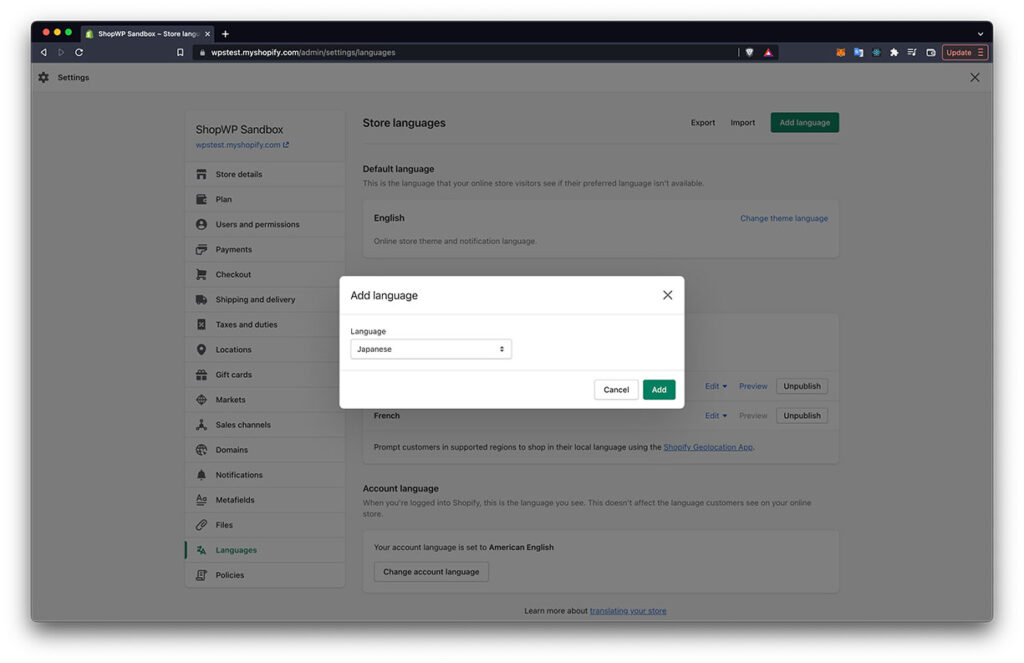 ShopWP Sandbox ~ Store lang
wpstest.myshopify.com/admin/settings/languages
Update
Settings
ShopWP Sandbox
wpstest.myshopify.com
Store details
Plan
Users and permissions
Payments
Checkout
Shipping and delivery
Taxes and duties
Locations
Gift cards
Markets
Sales channels
Domains
Notifications
Metafields
Files
Languages
Policies
Store languages
Export
Import
Add language
Default language
This is the language that your online store visitors see if their preferred language isn't available.
English
Change theme language
Online store theme and notification language.
Add language
Language
Japanese
Cancel
Add
Edit
Preview
Unpublish
French
Edit
Preview
Unpublish
Prompt customers in supported regions to shop in their local language using the Shopify Geolocation App.
Account language
When you're logged into Shopify, this is the language you see. This doesn't affect the language customers see on your online
store.
Your account language is set to American English
Change account language
Learn more about translating your store